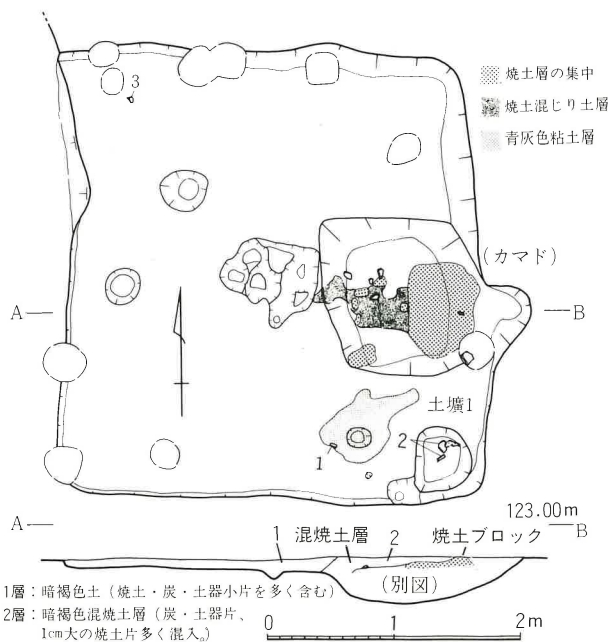 3
焼土層の集中
焼土混じり土層
青灰色粘土層
(カマド)
A
B
土壙1
1
2
123.00m
A
B
1
混焼土層
2
焼土ブロック
(別図)
1層：暗褐色土（焼土・炭・土器小片を多く含む）
2層：暗褐色混焼土層（炭・土器片、
1cm大の焼土片多く混入。）
0
1
2m